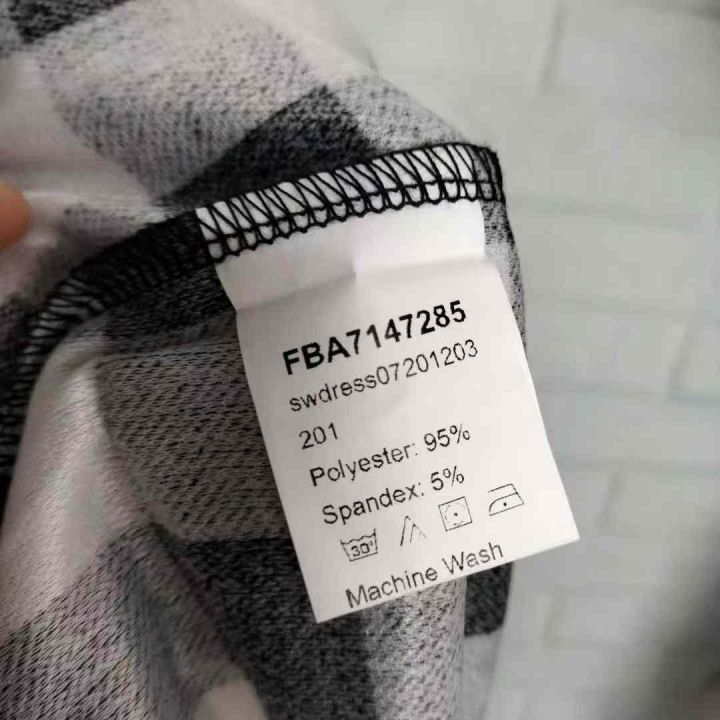 FBA7147285
swdress07201203
201
Polyester: 95%
Spandex: 5%
30°
Machine Wash